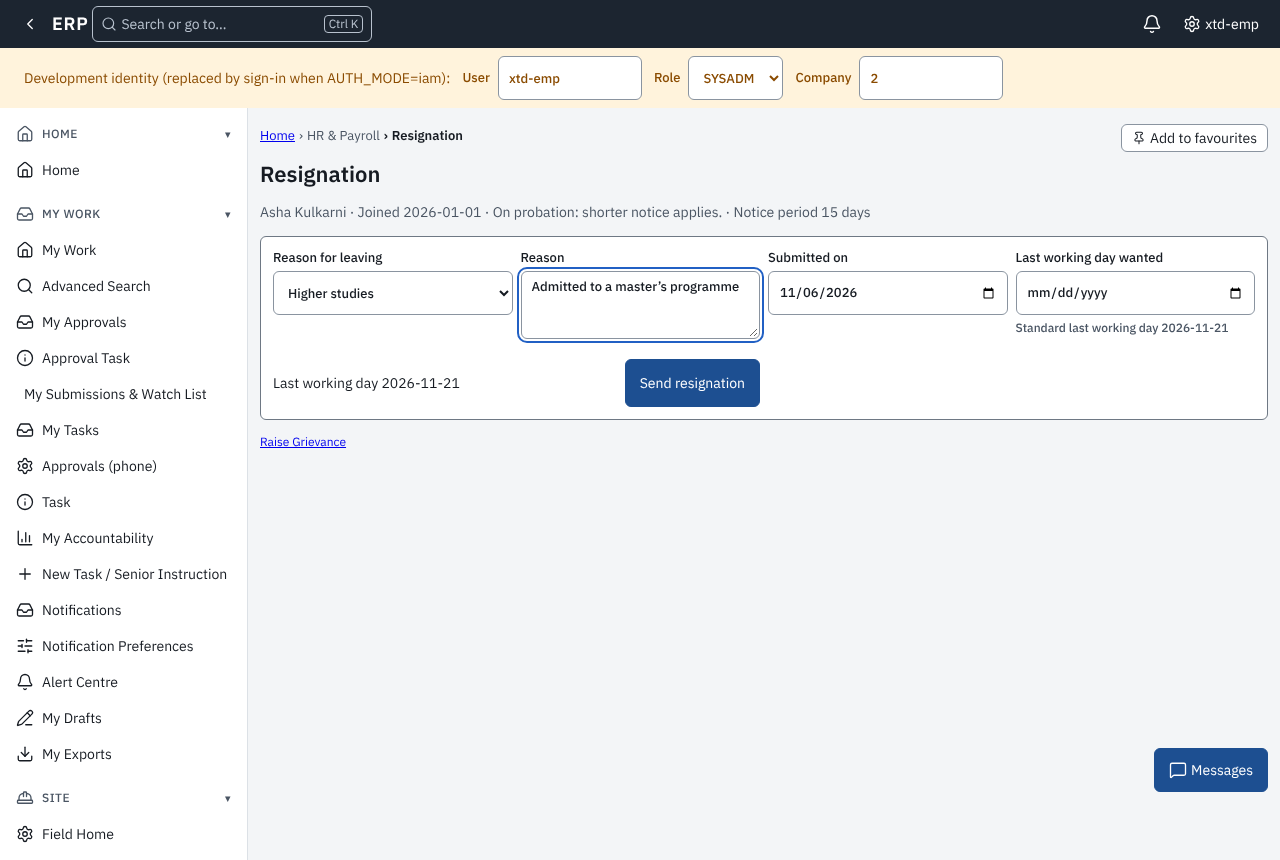 ERP
Search or go to...
Ctrl K
xtd-emp
Development identity (replaced by sign-in when AUTH_MODE=iam):
User
xtd-emp
Role
SYSADM
Company
2
HOME
Home
MY WORK
My Work
Advanced Search
My Approvals
Approval Task
My Submissions & Watch List
My Tasks
Approvals (phone)
Task
My Accountability
New Task / Senior Instruction
Notifications
Notification Preferences
Alert Centre
My Drafts
My Exports
SITE
Field Home
Home › HR & Payroll › Resignation
Add to favourites
Resignation
Asha Kulkarni · Joined 2026-01-01 · On probation: shorter notice applies. · Notice period 15 days
Reason for leaving
Higher studies
Reason
Admitted to a master’s programme
Submitted on
11/06/2026
Last working day wanted
mm/dd/yyyy
Standard last working day 2026-11-21
Last working day 2026-11-21
Send resignation
Raise Grievance
Messages